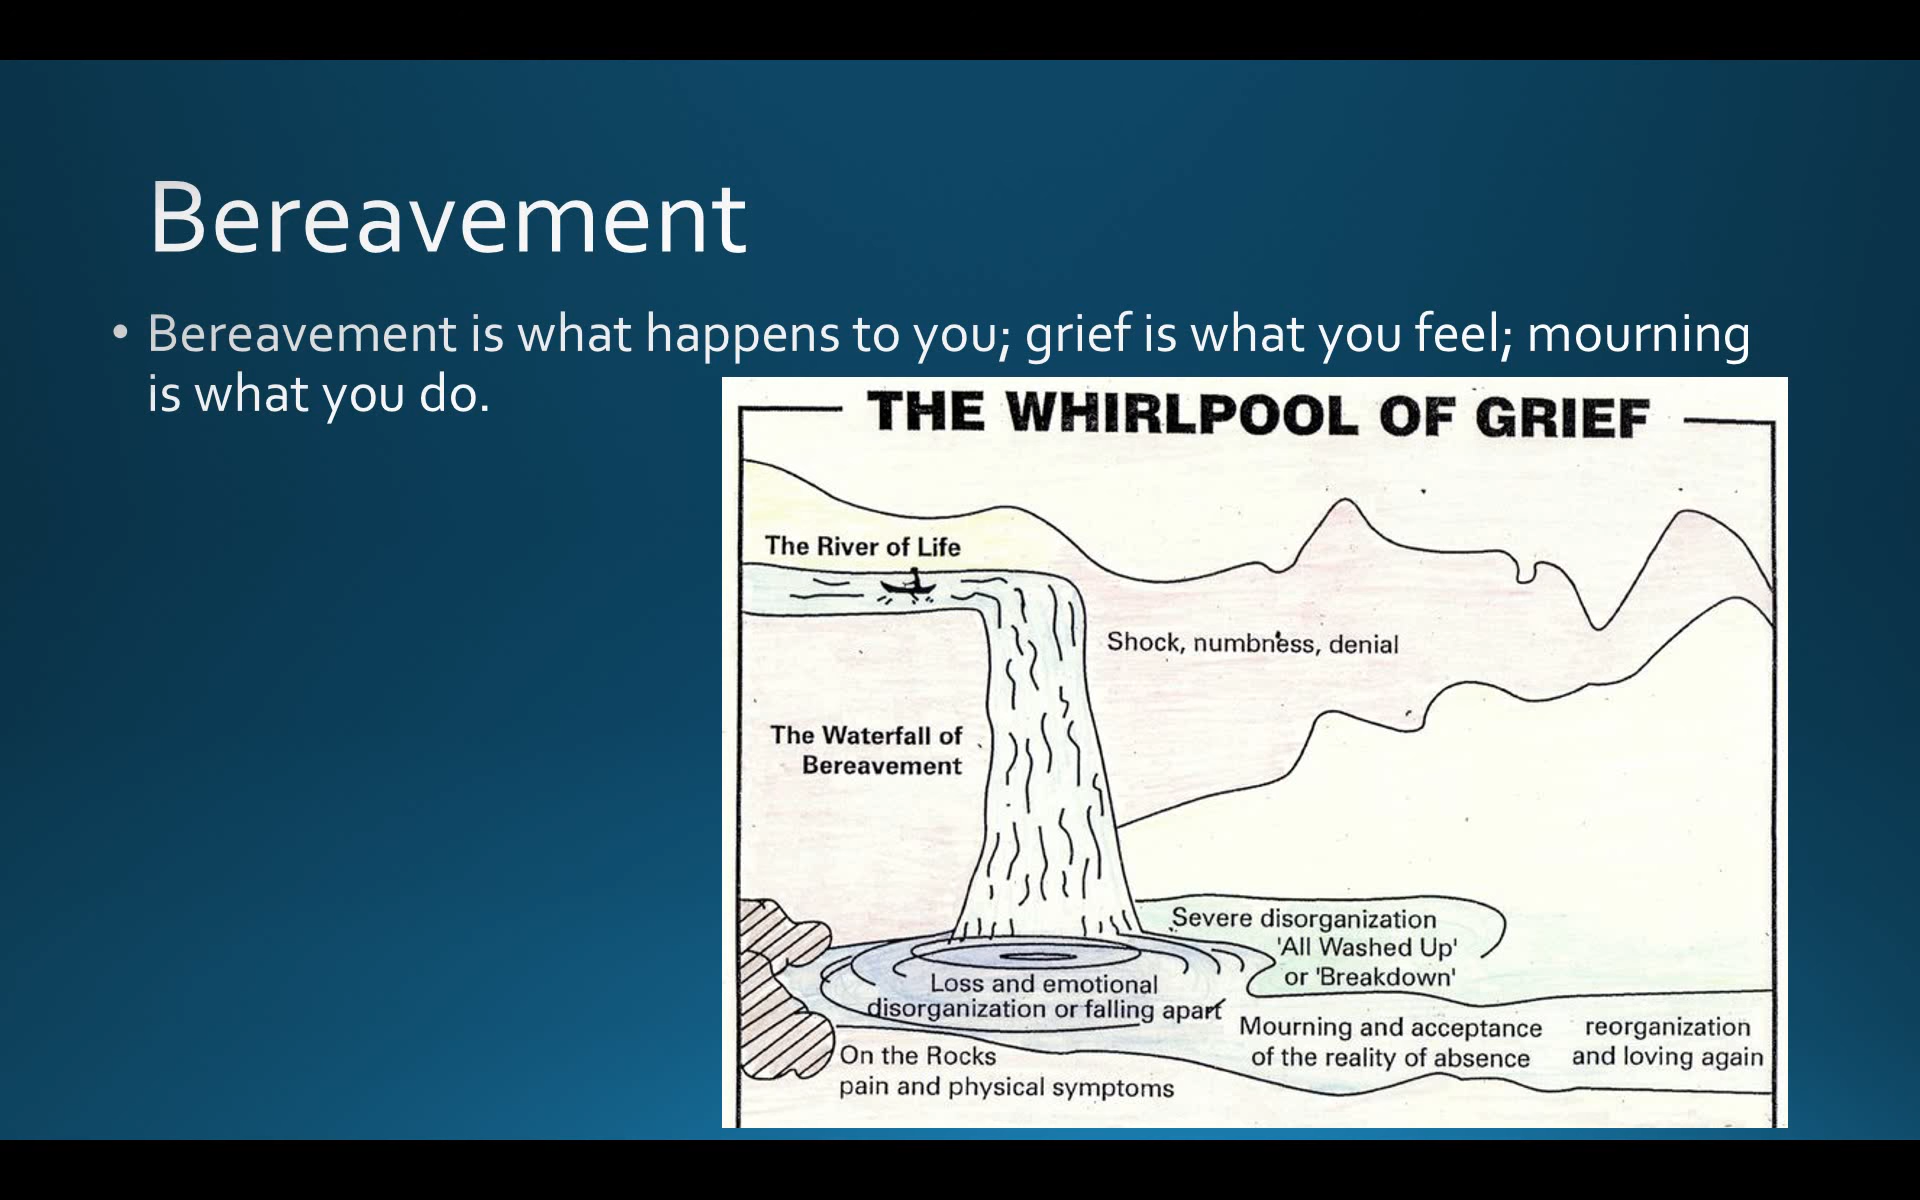 Bereavement
• Bereavement is what happens to you; grief is what you feel; mourning
is what you do.
THE WHIRLPOOL OF GRIEF
The River of Life
Shock, numbness, denial
The Waterfall of
Bereavement
Severe disorganization
'All Washed Up'
or 'Breakdown'
Loss and emotional
disorganization or falling apart
Mourning and acceptance
of the reality of absence
reorganization
and loving again
On the Rocks
pain and physical symptoms